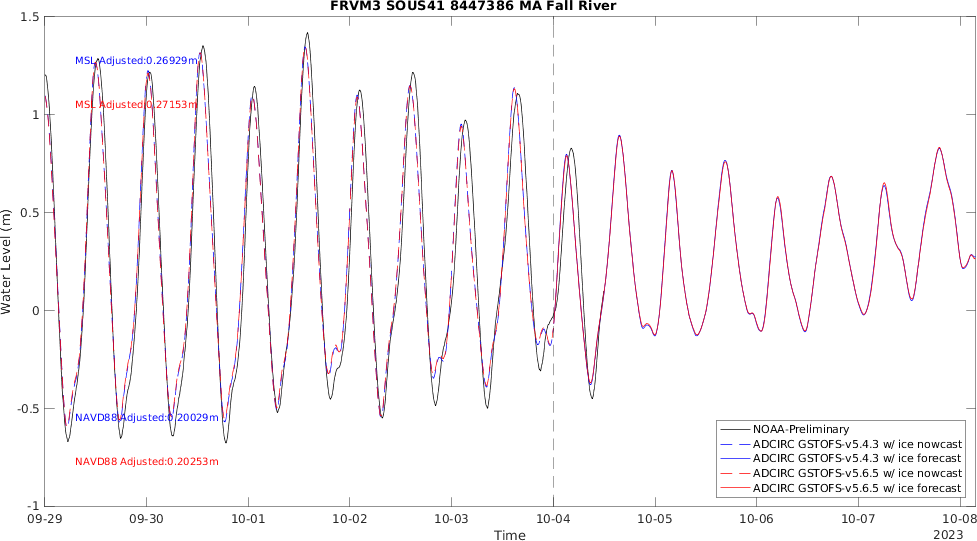 FRVM3 SOUS41 8447386 MA Fall River
1.5
1
0.5
0
-0.5
-1
Water Level (m)
MSL Adjusted:0.26929m
MSL Adjusted:0.27153m
NAVD88 Adjusted:0.20029m
NAVD88 Adjusted:0.20253m
NOAA-Preliminary
ADCIRC GSTOFS-v5.4.3 w/ ice nowcast
ADCIRC GSTOFS-v5.4.3 w/ ice forecast
ADCIRC GSTOFS-v5.6.5 w/ ice nowcast
ADCIRC GSTOFS-v5.6.5 w/ ice forecast
09-29 09-30 10-01 10-02 10-03 10-04 10-05 10-06 10-07 10-08
2023
Time